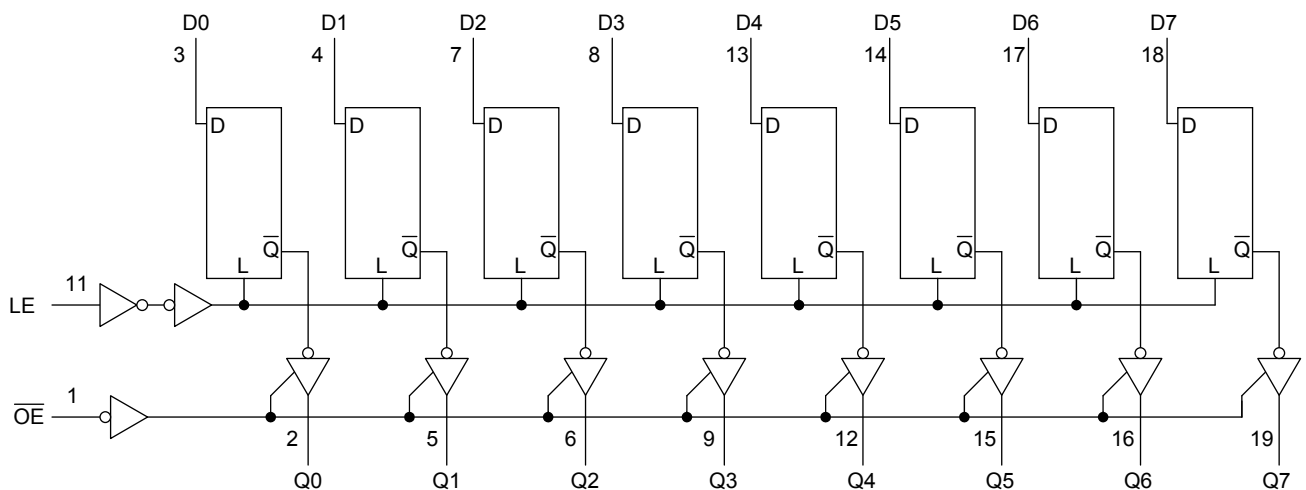 D0 D1 D2 D3 D4 D5 D6 D7
3 4 7 8 13 14 17 18
D D D D D D D D
Q̅ Q̅ Q̅ Q̅ Q̅ Q̅ Q̅ Q̅
L L L L L L L L
11
LE
1
O̅E̅
2 5 6 9 12 15 16 19
Q0 Q1 Q2 Q3 Q4 Q5 Q6 Q7